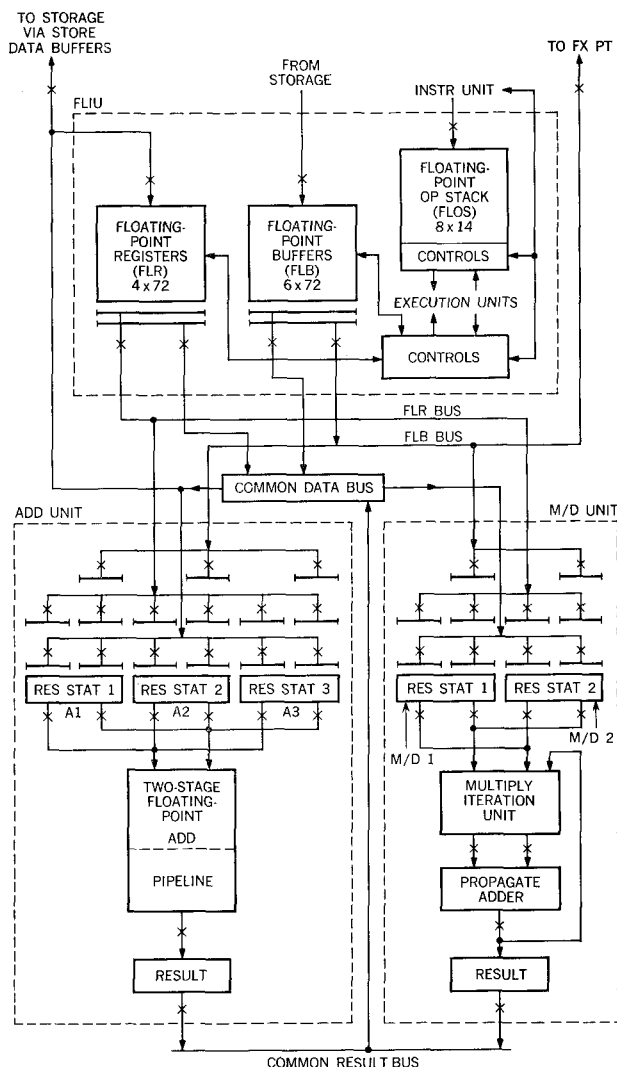 TO STORAGE
VIA STORE
DATA BUFFERS
TO FX PT
FROM
STORAGE
INSTR UNIT
FLIU
FLOATING-
POINT
REGISTERS
(FLR)
4 x 72
FLOATING-
POINT
BUFFERS
(FLB)
6 x 72
FLOATING-
POINT
OP STACK
(FLOS)
8 x 14
CONTROLS
EXECUTION UNITS
CONTROLS
FLR BUS
FLB BUS
COMMON DATA BUS
ADD UNIT
M/D UNIT
RES STAT 1
RES STAT 2
RES STAT 3
A1
A2
A3
RES STAT 1
RES STAT 2
M/D 1
M/D 2
TWO-STAGE
FLOATING-
POINT
ADD
PIPELINE
RESULT
MULTIPLY
ITERATION
UNIT
PROPAGATE
ADDER
RESULT
COMMON RESULT BUS